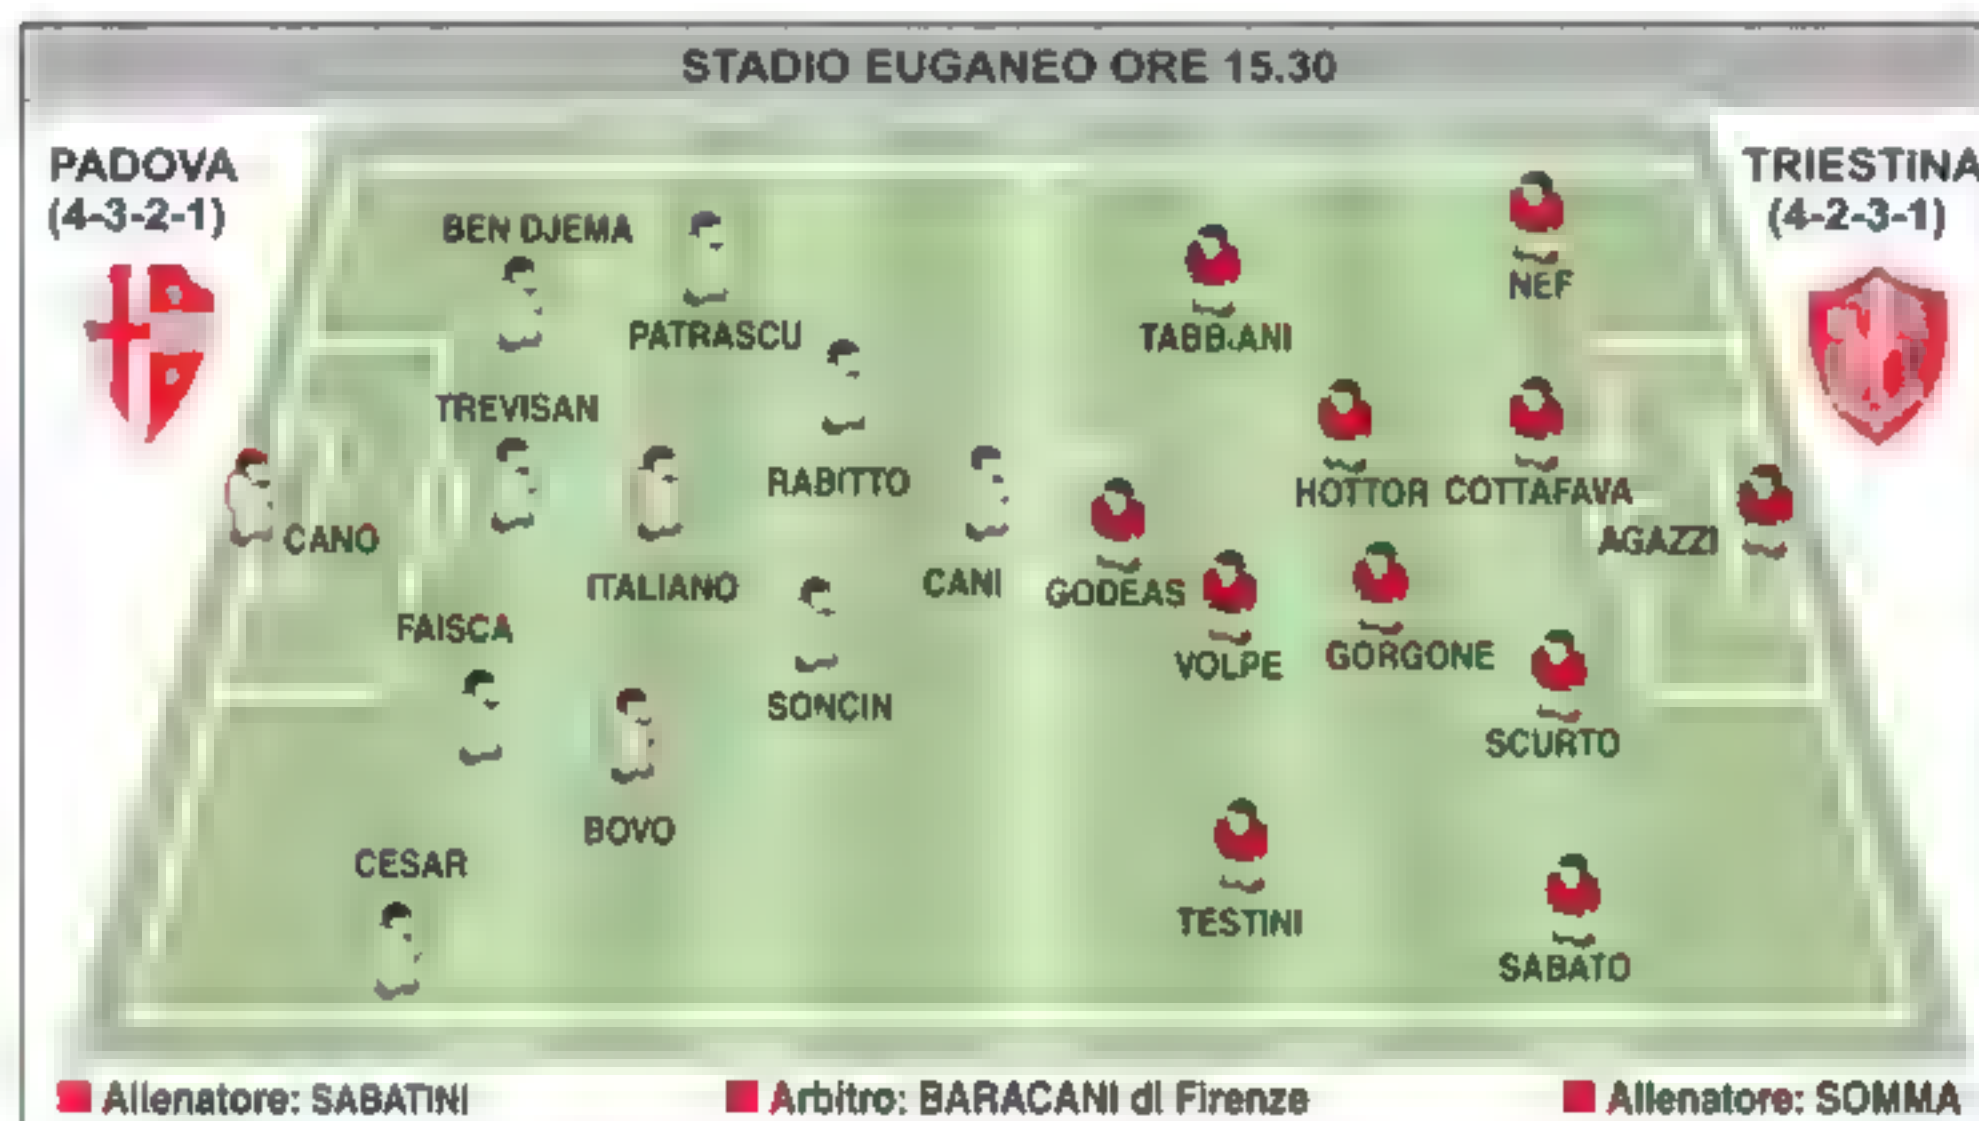 STADIO EUGANEO ORE 15.30
PADOVA
(4-3-2-1)
TRIESTINA
(4-2-3-1)
BEN DJEMA
PATRASCU
TREVISAN
RABITTO
CANO
ITALIANO
CANI
FAISCA
SONCIN
BOVO
CESAR
NEF
TABBIANI
HOTTOR COTTAFAVA
AGAZZI
GODEAS
VOLPE
GORGONE
SCURTO
TESTINI
SABATO
Allenatore: SABATINI
Arbitro: BARACANI di Firenze
Allenatore: SOMMA